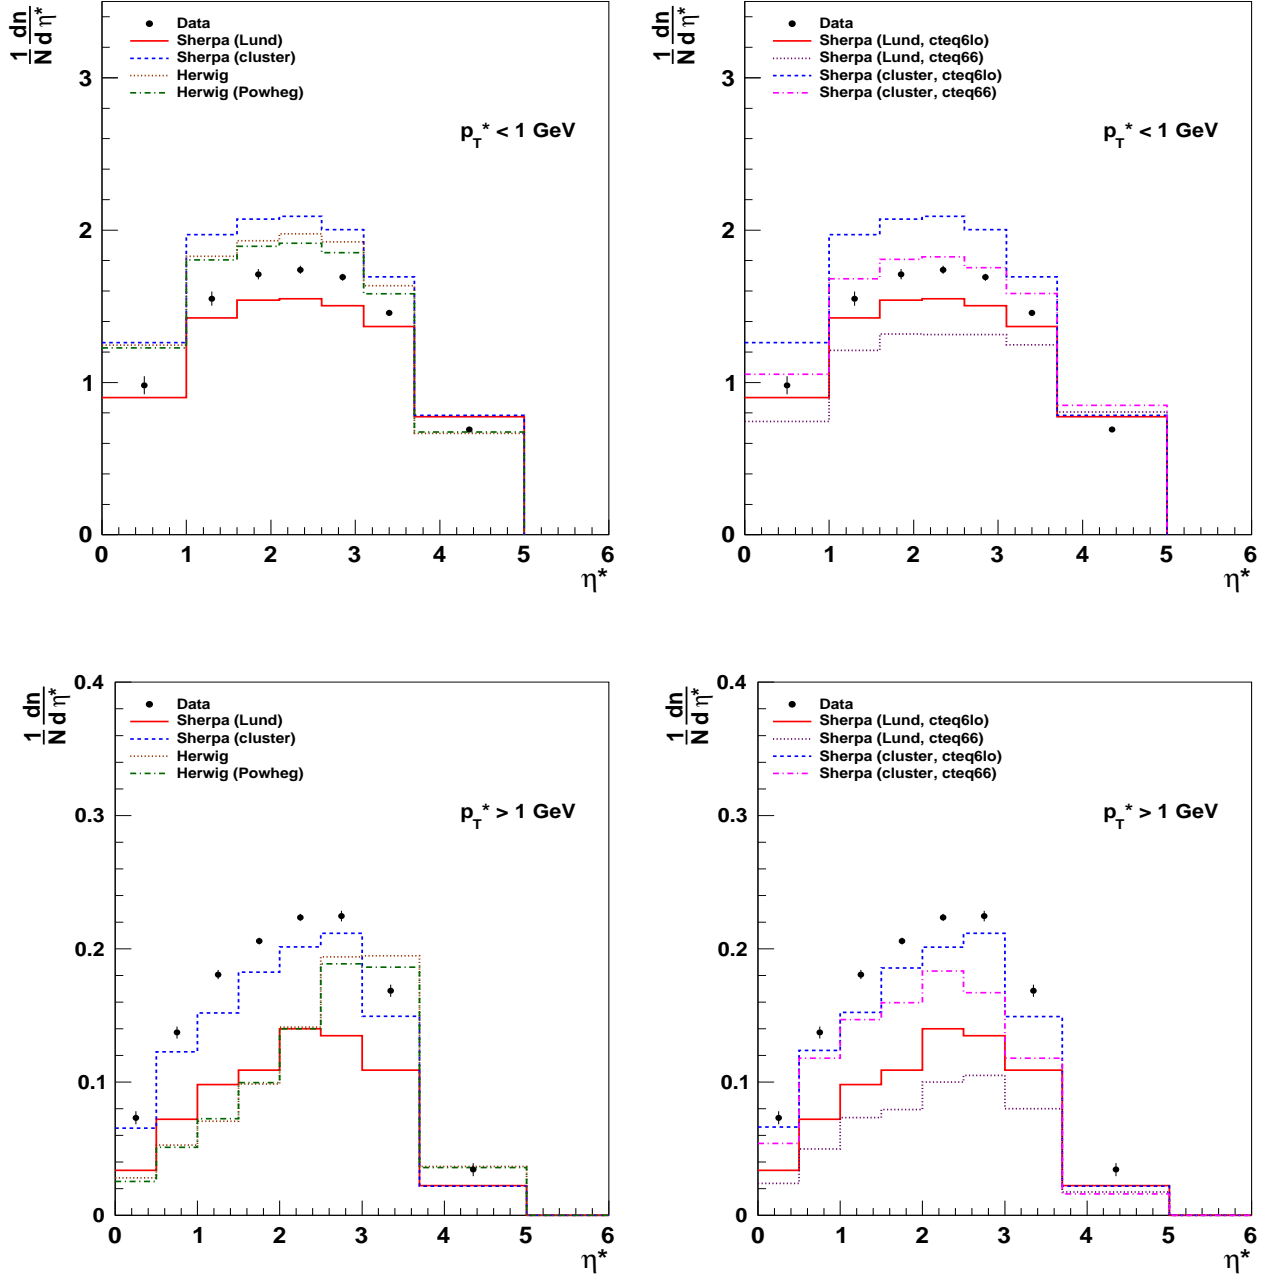 1 dn
N d η*
Data
Sherpa (Lund)
Sherpa (cluster)
Herwig
Herwig (Powheg)
p_T* < 1 GeV
3
2
1
0
0 1 2 3 4 5 6
η*
1 dn
N d η*
Data
Sherpa (Lund, cteq6lo)
Sherpa (Lund, cteq66)
Sherpa (cluster, cteq6lo)
Sherpa (cluster, cteq66)
p_T* < 1 GeV
3
2
1
0
0 1 2 3 4 5 6
η*
1 dn
N d η*
Data
Sherpa (Lund)
Sherpa (cluster)
Herwig
Herwig (Powheg)
p_T* > 1 GeV
0.4
0.3
0.2
0.1
0
0 1 2 3 4 5 6
η*
1 dn
N d η*
Data
Sherpa (Lund, cteq6lo)
Sherpa (Lund, cteq66)
Sherpa (cluster, cteq6lo)
Sherpa (cluster, cteq66)
p_T* > 1 GeV
0.4
0.3
0.2
0.1
0
0 1 2 3 4 5 6
η*